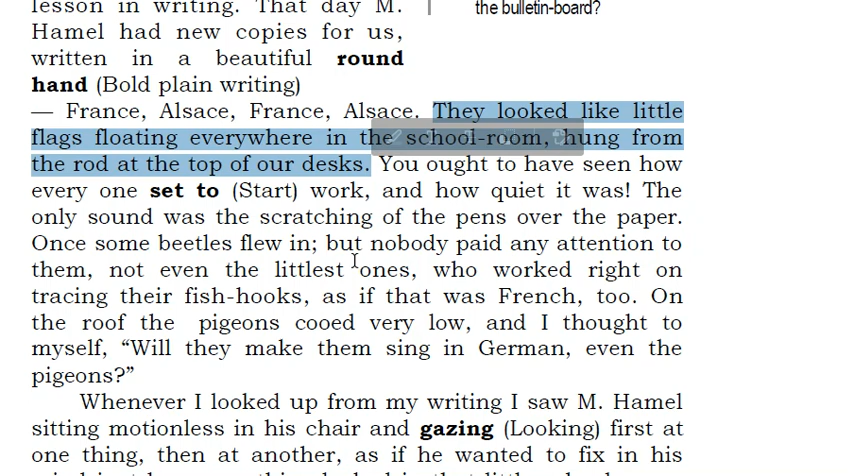 lesson in writing. That day M.
the bulletin-board?
Hamel had new copies for us,
written in a beautiful round
hand (Bold plain writing)
— France, Alsace, France, Alsace. They looked like little
flags floating everywhere in the school-room, hung from
the rod at the top of our desks. You ought to have seen how
every one set to (Start) work, and how quiet it was! The
only sound was the scratching of the pens over the paper.
Once some beetles flew in; but nobody paid any attention to
them, not even the littlest ones, who worked right on
tracing their fish-hooks, as if that was French, too. On
the roof the pigeons cooed very low, and I thought to
myself, “Will they make them sing in German, even the
pigeons?”
Whenever I looked up from my writing I saw M. Hamel
sitting motionless in his chair and gazing (Looking) first at
one thing, then at another, as if he wanted to fix in his